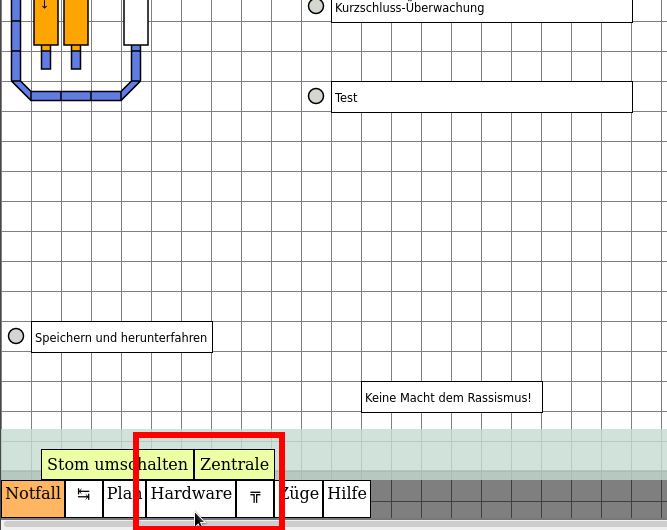 Kurzschluss-Überwachung
Test
Speichern und herunterfahren
Keine Macht dem Rassismus!
Stom umschalten Zentrale
Notfall Plan Hardware Züge Hilfe